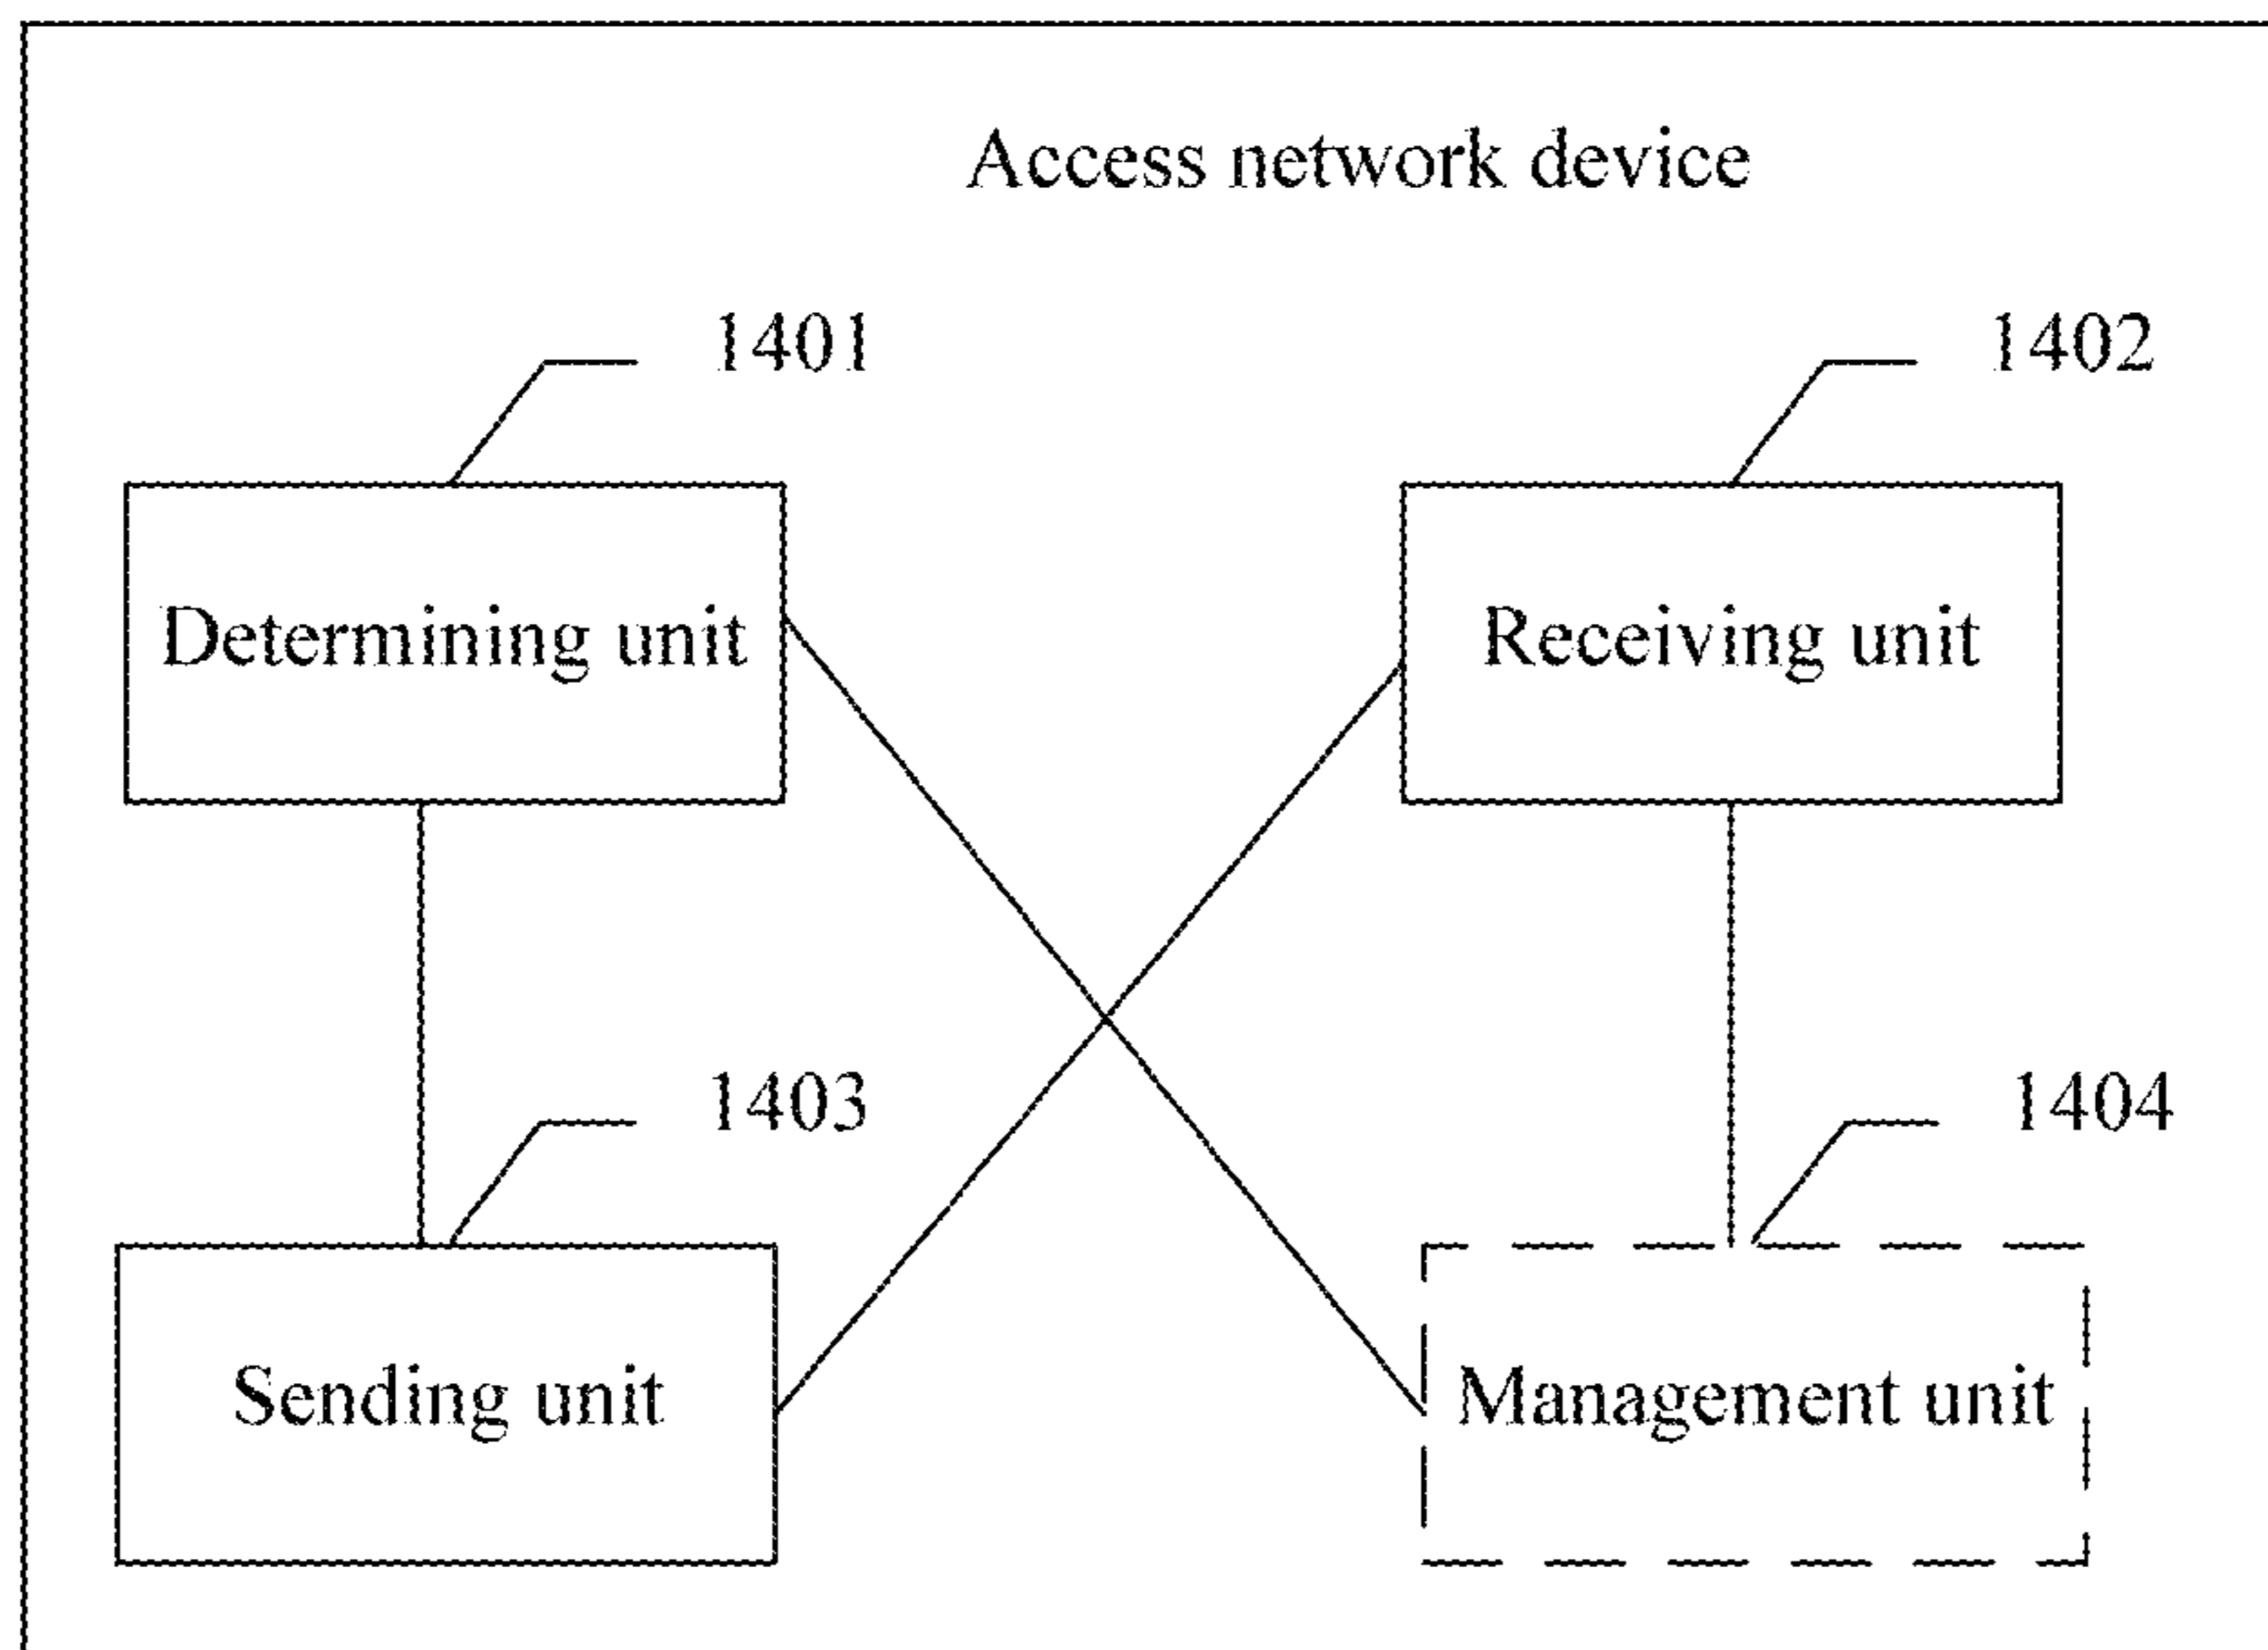 Access network device
1401
1402
Determining unit
Receiving unit
1403
1404
Sending unit
Management unit